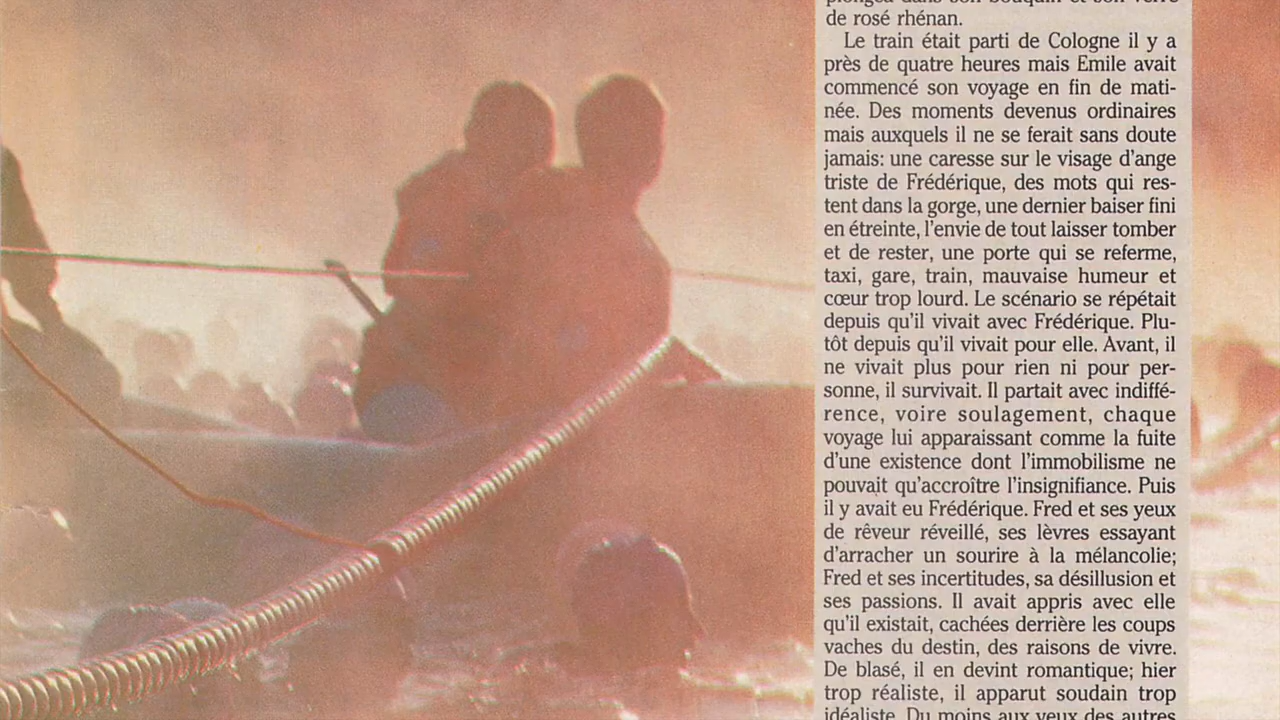 de rosé rhénan.
Le train était parti de Cologne il y a
près de quatre heures mais Emile avait
commencé son voyage en fin de mati-
née. Des moments devenus ordinaires
mais auxquels il ne se ferait sans doute
jamais: une caresse sur le visage d'ange
triste de Frédérique, des mots qui res-
tent dans la gorge, une dernier baiser fini
en étreinte, l'envie de tout laisser tomber
et de rester, une porte qui se referme,
taxi, gare, train, mauvaise humeur et
cœur trop lourd. Le scénario se répétait
depuis qu'il vivait avec Frédérique. Plu-
tôt depuis qu'il vivait pour elle. Avant, il
ne vivait plus pour rien ni pour per-
sonne, il survivait. Il partait avec indiffé-
rence, voire soulagement, chaque
voyage lui apparaissant comme la fuite
d'une existence dont l'immobilisme ne
pouvait qu'accroître l'insignifiance. Puis
il y avait eu Frédérique. Fred et ses yeux
de rêveur réveillé, ses lèvres essayant
d'arracher un sourire à la mélancolie;
Fred et ses incertitudes, sa désillusion et
ses passions. Il avait appris avec elle
qu'il existait, cachées derrière les coups
vaches du destin, des raisons de vivre.
De blasé, il en devint romantique; hier
trop réaliste, il apparut soudain trop
idéaliste. Du moins aux yeux des autres